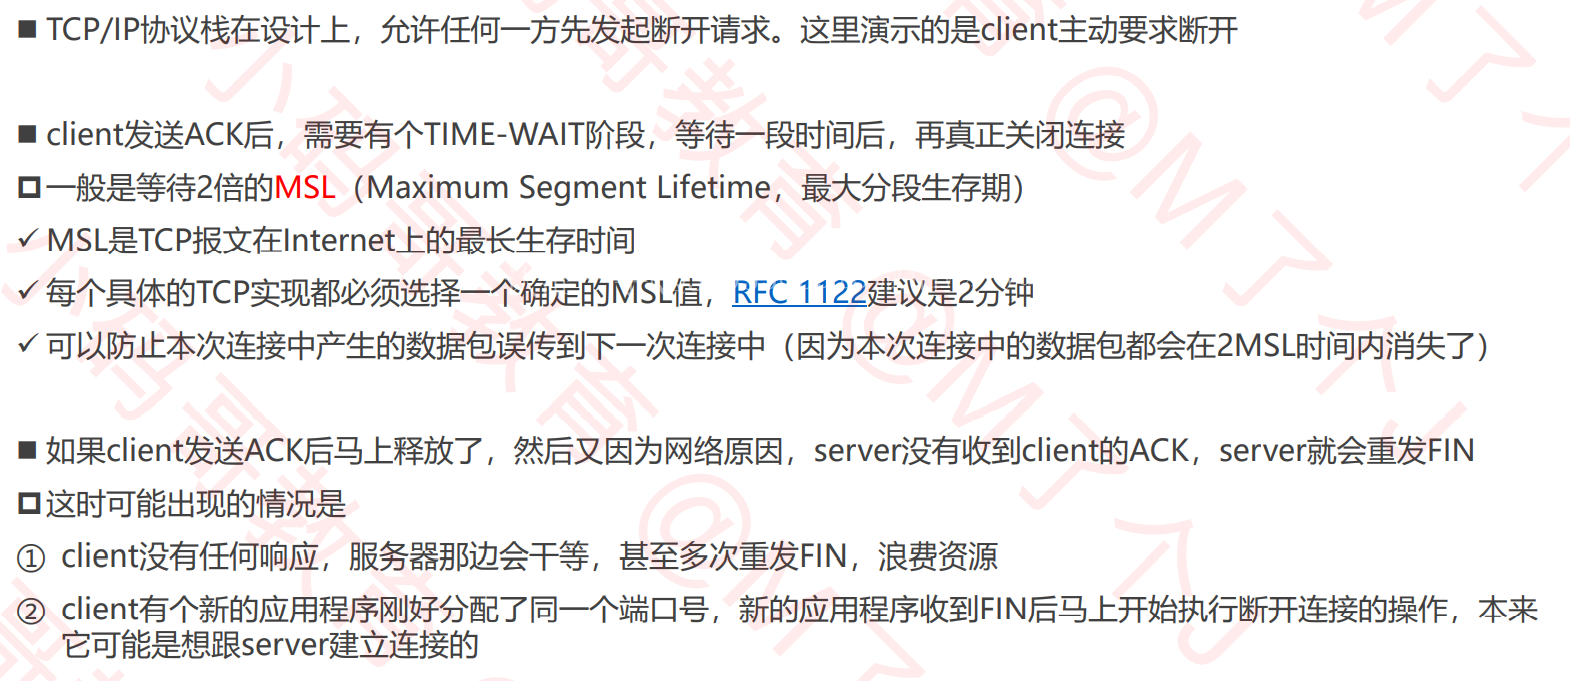 ■ TCP/IP协议栈在设计上，允许任何一方先发起断开请求。这里演示的是client主动要求断开
■ client发送ACK后，需要有个TIME-WAIT阶段，等待一段时间后，再真正关闭连接
一般是等待2倍的MSL（Maximum Segment Lifetime，最大分段生存期）
✓ MSL是TCP报文在Internet上的最长生存时间
✓ 每个具体的TCP实现都必须选择一个确定的MSL值，RFC 1122建议是2分钟
✓ 可以防止本次连接中产生的数据包误传到下一次连接中（因为本次连接中的数据包都会在2MSL时间内消失了）
■ 如果client发送ACK后马上释放了，然后又因为网络原因，server没有收到client的ACK，server就会重发FIN
这时可能出现的情况是
① client没有任何响应，服务器那边会干等，甚至多次重发FIN，浪费资源
② client有个新的应用程序刚好分配了同一个端口号，新的应用程序收到FIN后马上开始执行断开连接的操作，本来
它可能是想跟server建立连接的
小码哥教育 @M了个J